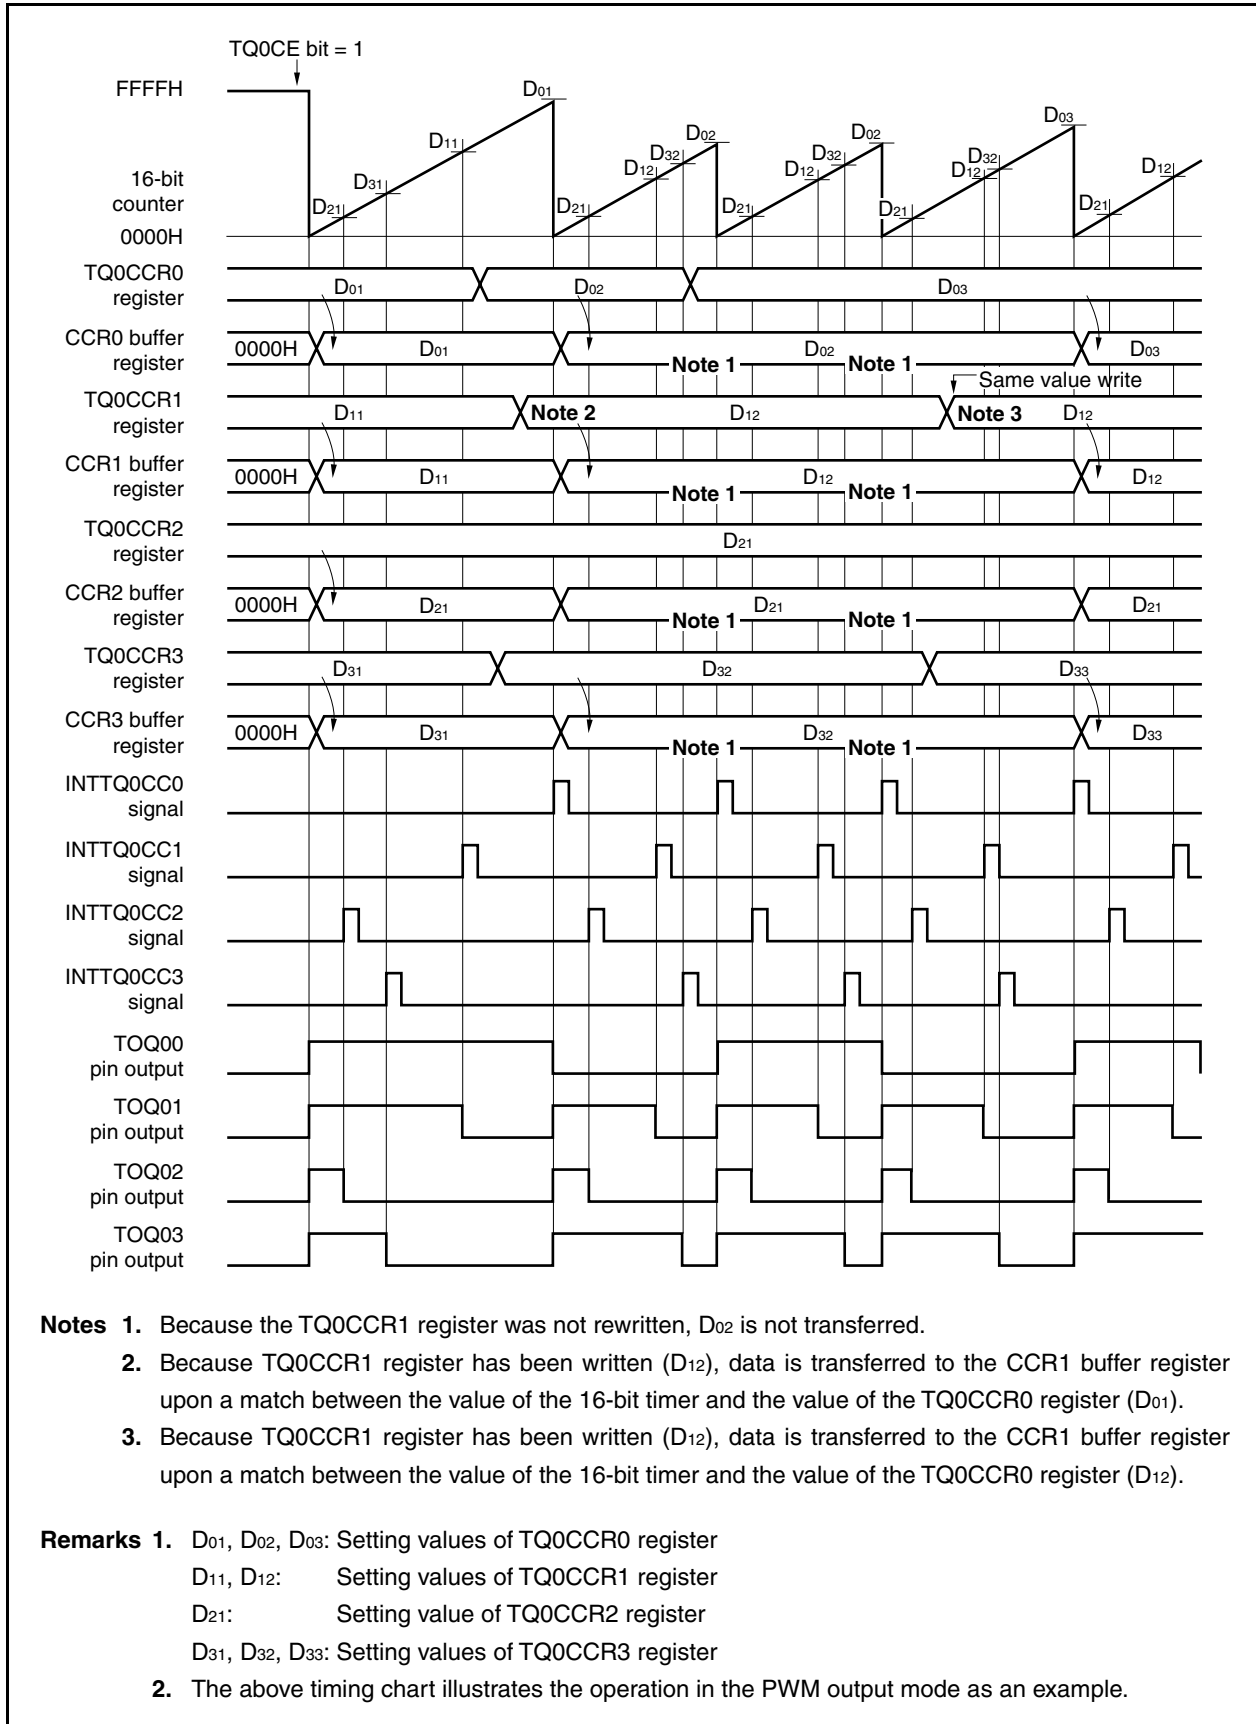 TQ0CE bit = 1
FFFFH
D01
D11
D31
D21
D02
D32
D12
D21
D02
D32
D12
D21
D03
D32
D12
D21
D12
D21
16-bit
counter
0000H
TQ0CCR0
register
D01
D02
D03
CCR0 buffer
register
0000H
D01
Note 1
D02
Note 1
D03
Same value write
TQ0CCR1
register
D11
Note 2
D12
Note 3
D12
CCR1 buffer
register
0000H
D11
Note 1
D12
Note 1
D12
TQ0CCR2
register
D21
CCR2 buffer
register
0000H
D21
Note 1
D21
Note 1
D21
TQ0CCR3
register
D31
D32
D33
CCR3 buffer
register
0000H
D31
Note 1
D32
Note 1
D33
INTTQ0CC0
signal
INTTQ0CC1
signal
INTTQ0CC2
signal
INTTQ0CC3
signal
TOQ00
pin output
TOQ01
pin output
TOQ02
pin output
TOQ03
pin output
Notes 1. Because the TQ0CCR1 register was not rewritten, D02 is not transferred.
2. Because TQ0CCR1 register has been written (D12), data is transferred to the CCR1 buffer register
upon a match between the value of the 16-bit timer and the value of the TQ0CCR0 register (D01).
3. Because TQ0CCR1 register has been written (D12), data is transferred to the CCR1 buffer register
upon a match between the value of the 16-bit timer and the value of the TQ0CCR0 register (D12).
Remarks 1. D01, D02, D03: Setting values of TQ0CCR0 register
D11, D12: Setting values of TQ0CCR1 register
D21: Setting value of TQ0CCR2 register
D31, D32, D33: Setting values of TQ0CCR3 register
2. The above timing chart illustrates the operation in the PWM output mode as an example.